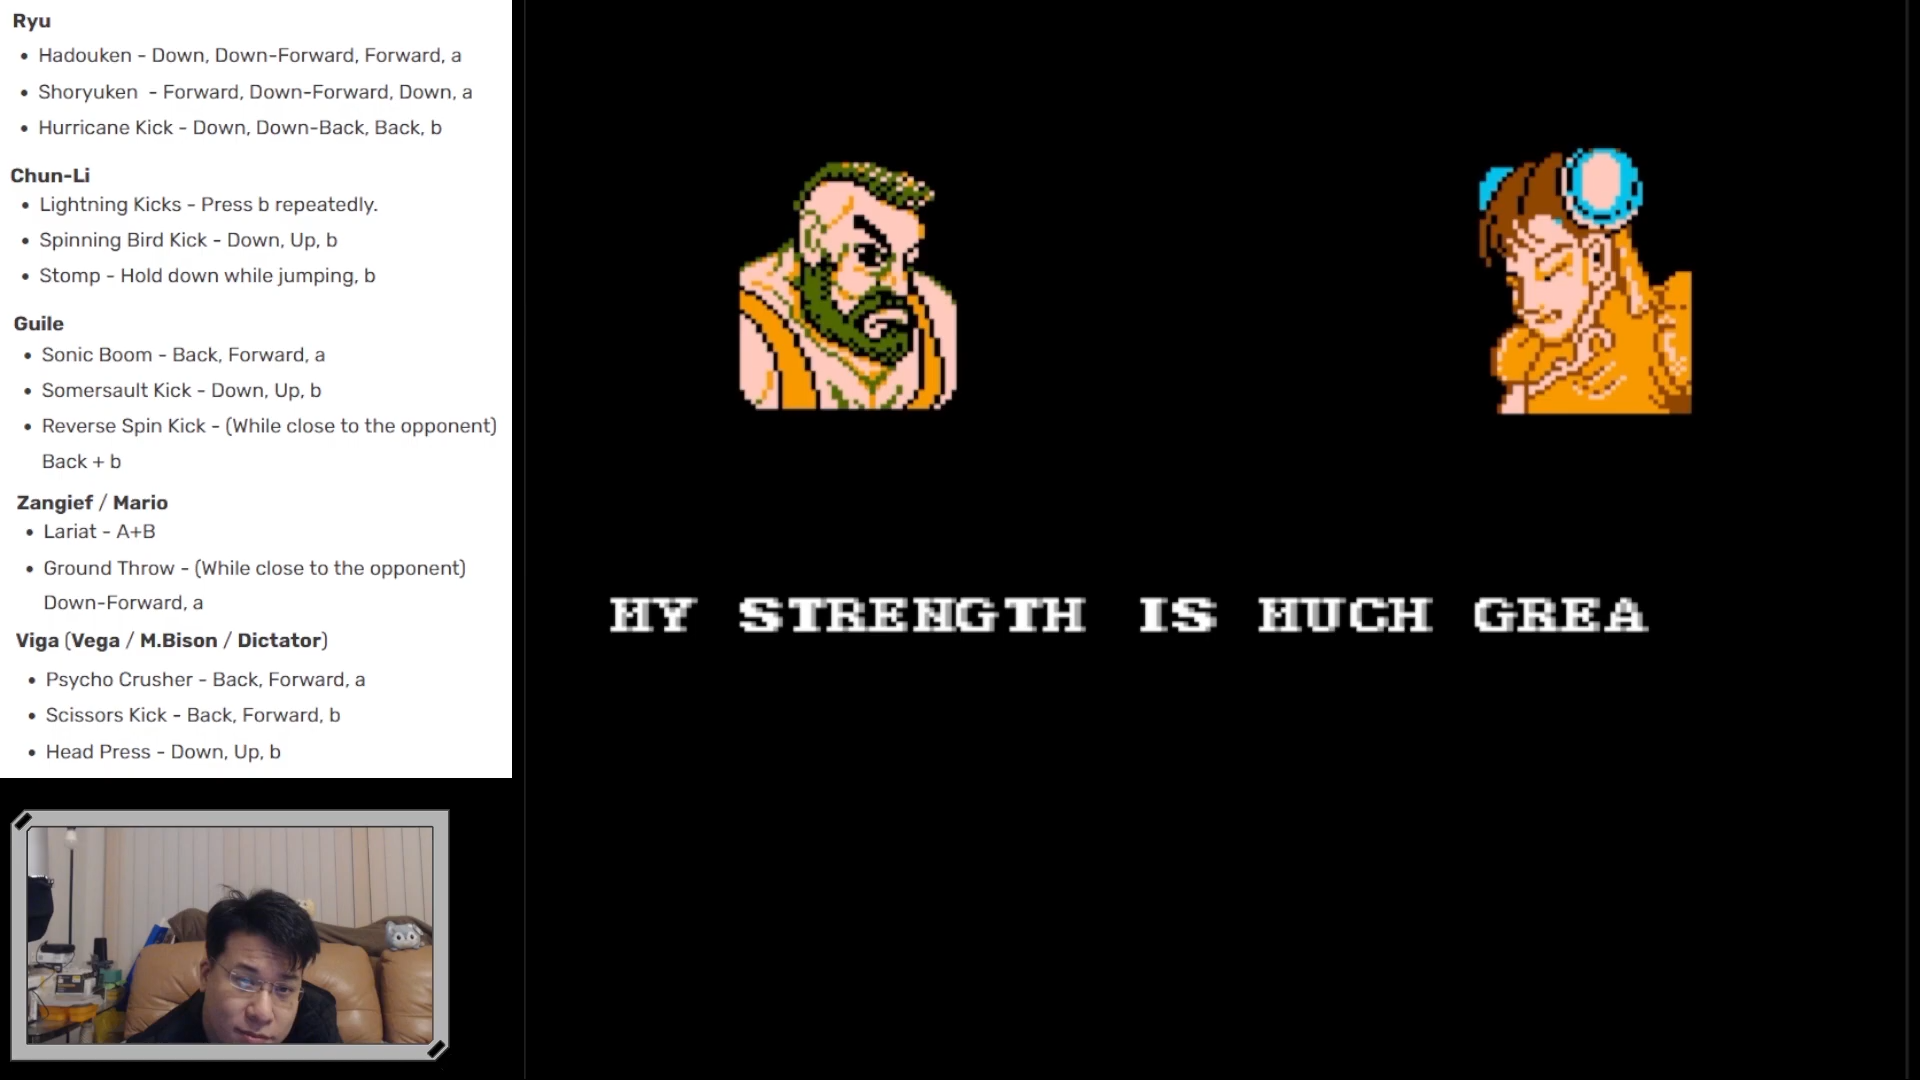 Ryu
• Hadouken - Down, Down-Forward, Forward, a
• Shoryuken - Forward, Down-Forward, Down, a
• Hurricane Kick - Down, Down-Back, Back, b
Chun-Li
• Lightning Kicks - Press b repeatedly.
• Spinning Bird Kick - Down, Up, b
• Stomp - Hold down while jumping, b
Guile
• Sonic Boom - Back, Forward, a
• Somersault Kick - Down, Up, b
• Reverse Spin Kick - (While close to the opponent)
Back + b
Zangief / Mario
• Lariat - A+B
• Ground Throw - (While close to the opponent)
Down-Forward, a
Viga (Vega / M.Bison / Dictator)
• Psycho Crusher - Back, Forward, a
• Scissors Kick - Back, Forward, b
• Head Press - Down, Up, b
MY STRENGTH IS MUCH GREA